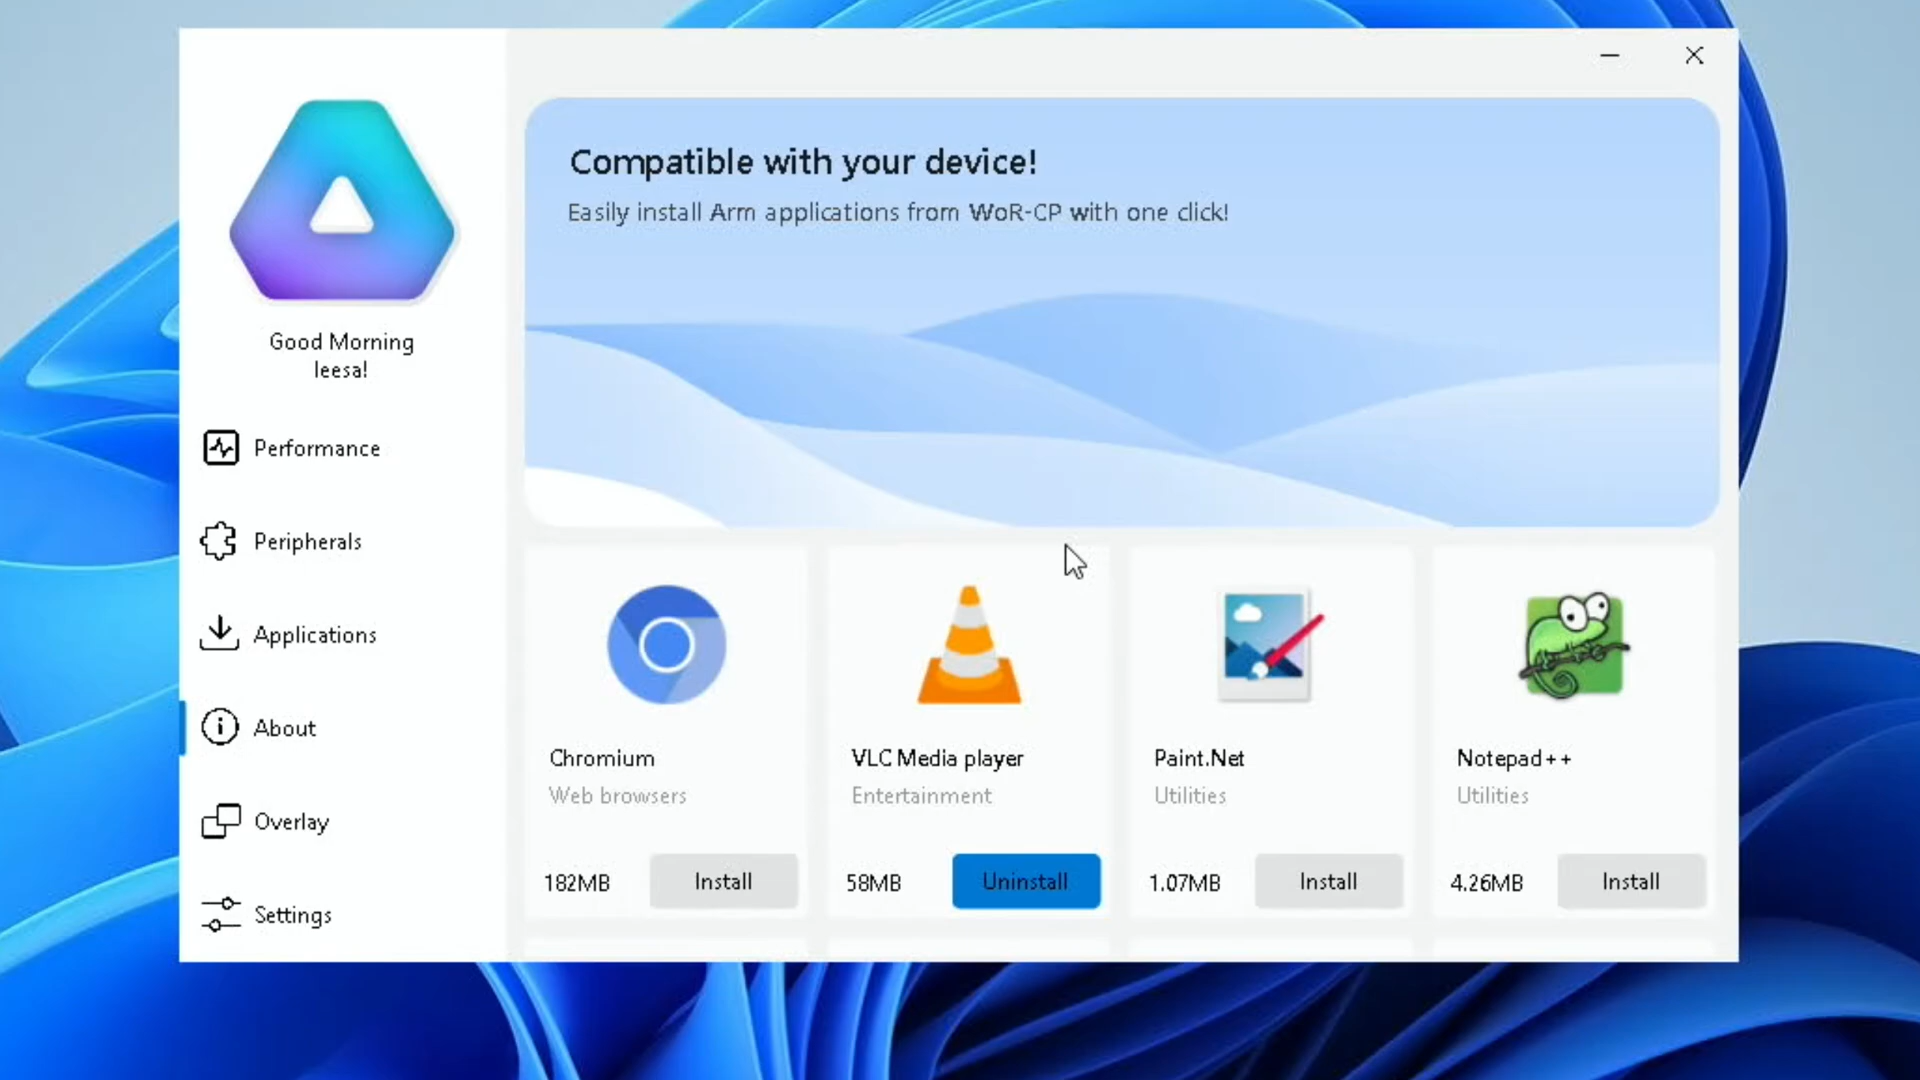 Good Morning
leesa!
Performance
Peripherals
Applications
About
Overlay
Settings
Compatible with your device!
Easily install Arm applications from WoR-CP with one click!
Chromium
Web browsers
182MB
Install
VLC Media player
Entertainment
58MB
Uninstall
Paint.Net
Utilities
1.07MB
Install
Notepad++
Utilities
4.26MB
Install